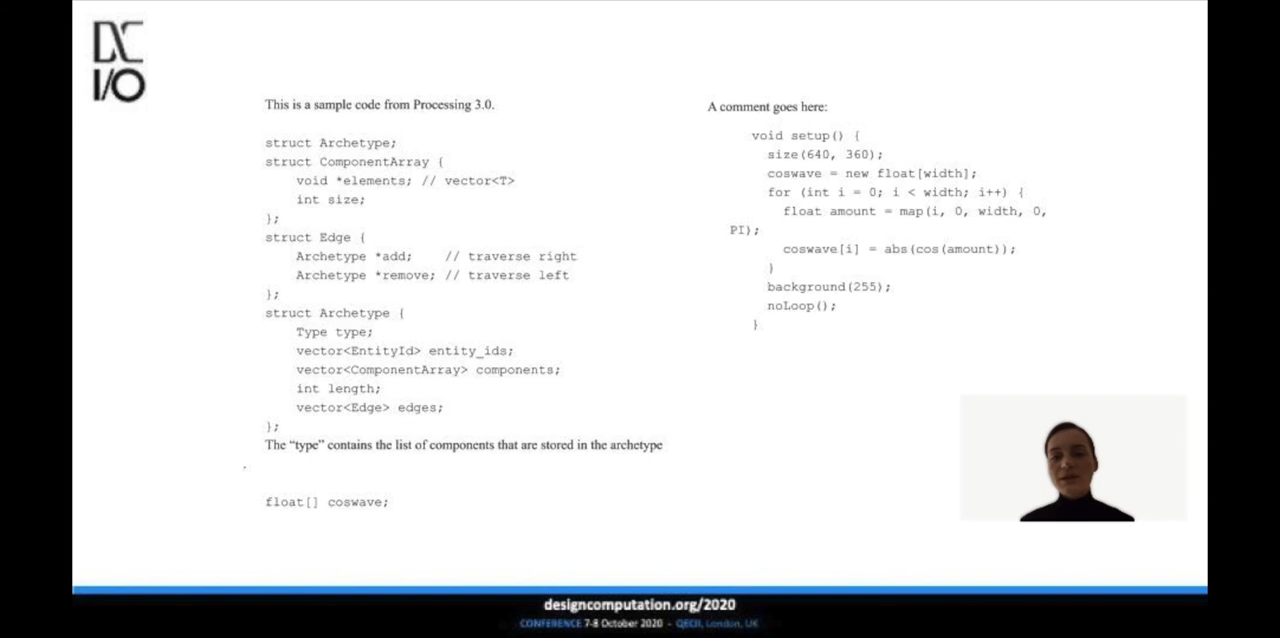 DC
I/O
This is a sample code from Processing 3.0.
struct Archetype;
struct ComponentArray {
    void *elements; // vector<T>
    int size;
};
struct Edge {
    Archetype *add;    // traverse right
    Archetype *remove; // traverse left
};
struct Archetype {
    Type type;
    vector<EntityId> entity_ids;
    vector<ComponentArray> components;
    int length;
    vector<Edge> edges;
};
The “type” contains the list of components that are stored in the archetype
.
float[] coswave;
A comment goes here:
void setup() {
  size(640, 360);
  coswave = new float[width];
  for (int i = 0; i < width; i++) {
    float amount = map(i, 0, width, 0,
PI);
    coswave[i] = abs(cos(amount));
  }
  background(255);
  noLoop();
}
designcomputation.org/2020
CONFERENCE 7-8 October 2020 - QECII, London, UK